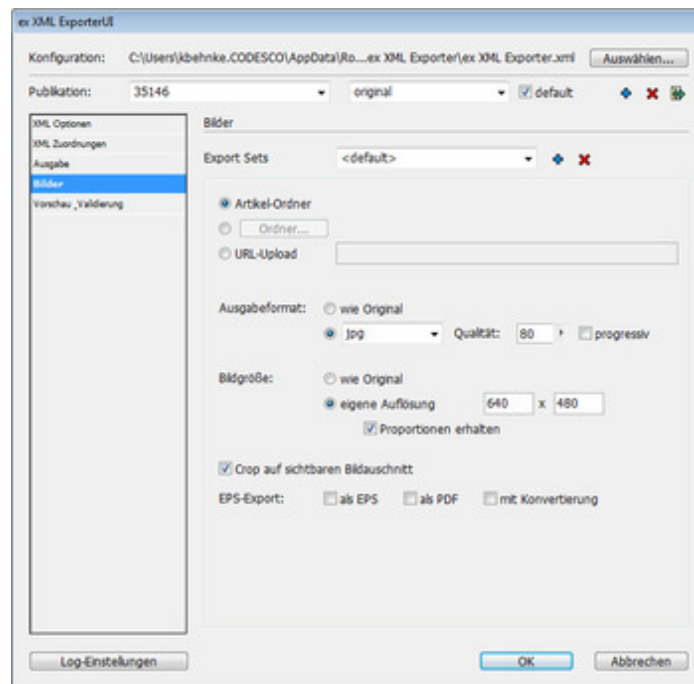 ex XML ExporterUI
Konfiguration: C:\Users\kbehnke.CODESCO\AppData\Ro...ex XML Exporter\ex XML Exporter.xml Auswählen...
Publikation: 35146 original default
XML Optionen
XML Zuordnungen
Ausgabe
Bilder
Vorschau_Validierung
Bilder
Export Sets <default>
Artikel-Ordner
Ordner...
URL-Upload
Ausgabeformat: wie Original
jpg Qualität: 80 progressiv
Bildgröße: wie Original
eigene Auflösung 640 x 480
Proportionen erhalten
Crop auf sichtbaren Bildauschnitt
EPS-Export: als EPS als PDF mit Konvertierung
Log-Einstellungen OK Abbrechen